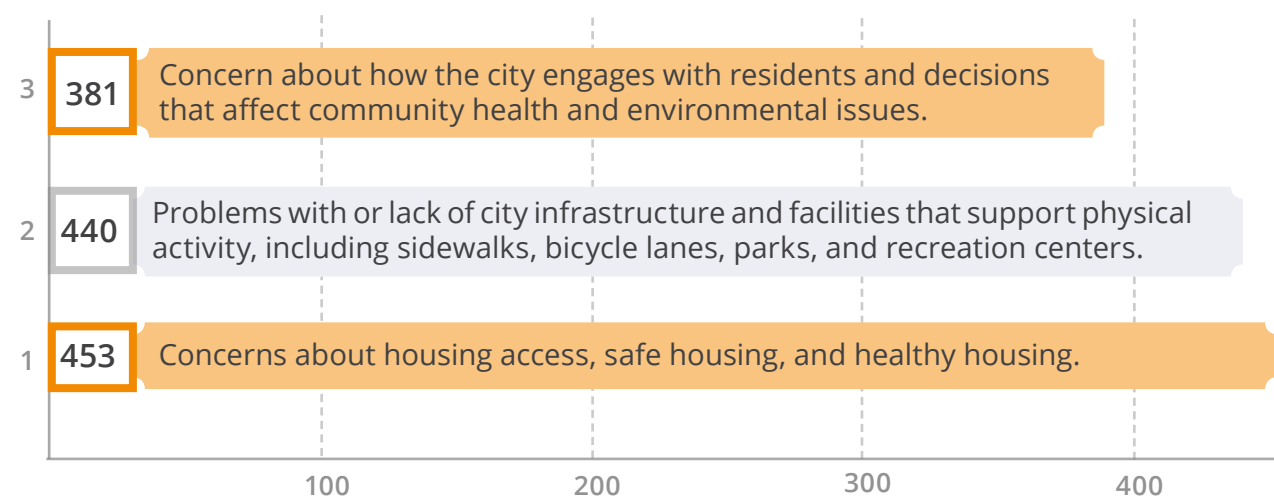 3
381
Concern about how the city engages with residents and decisions
that affect community health and environmental issues.
2
440
Problems with or lack of city infrastructure and facilities that support physical
activity, including sidewalks, bicycle lanes, parks, and recreation centers.
1
453
Concerns about housing access, safe housing, and healthy housing.
100 200 300 400